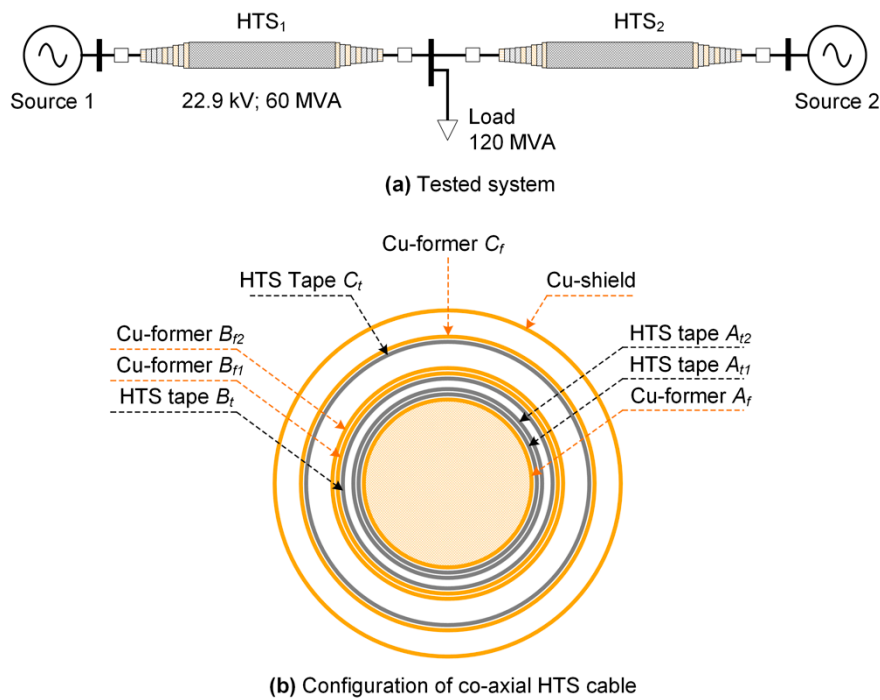 HTS₁
HTS₂
Source 1
22.9 kV; 60 MVA
Load
120 MVA
Source 2
(a) Tested system
Cu-former Cf
HTS Tape Ct
Cu-shield
Cu-former Bf2
Cu-former Bf1
HTS tape Bt
HTS tape At2
HTS tape At1
Cu-former Af
(b) Configuration of co-axial HTS cable